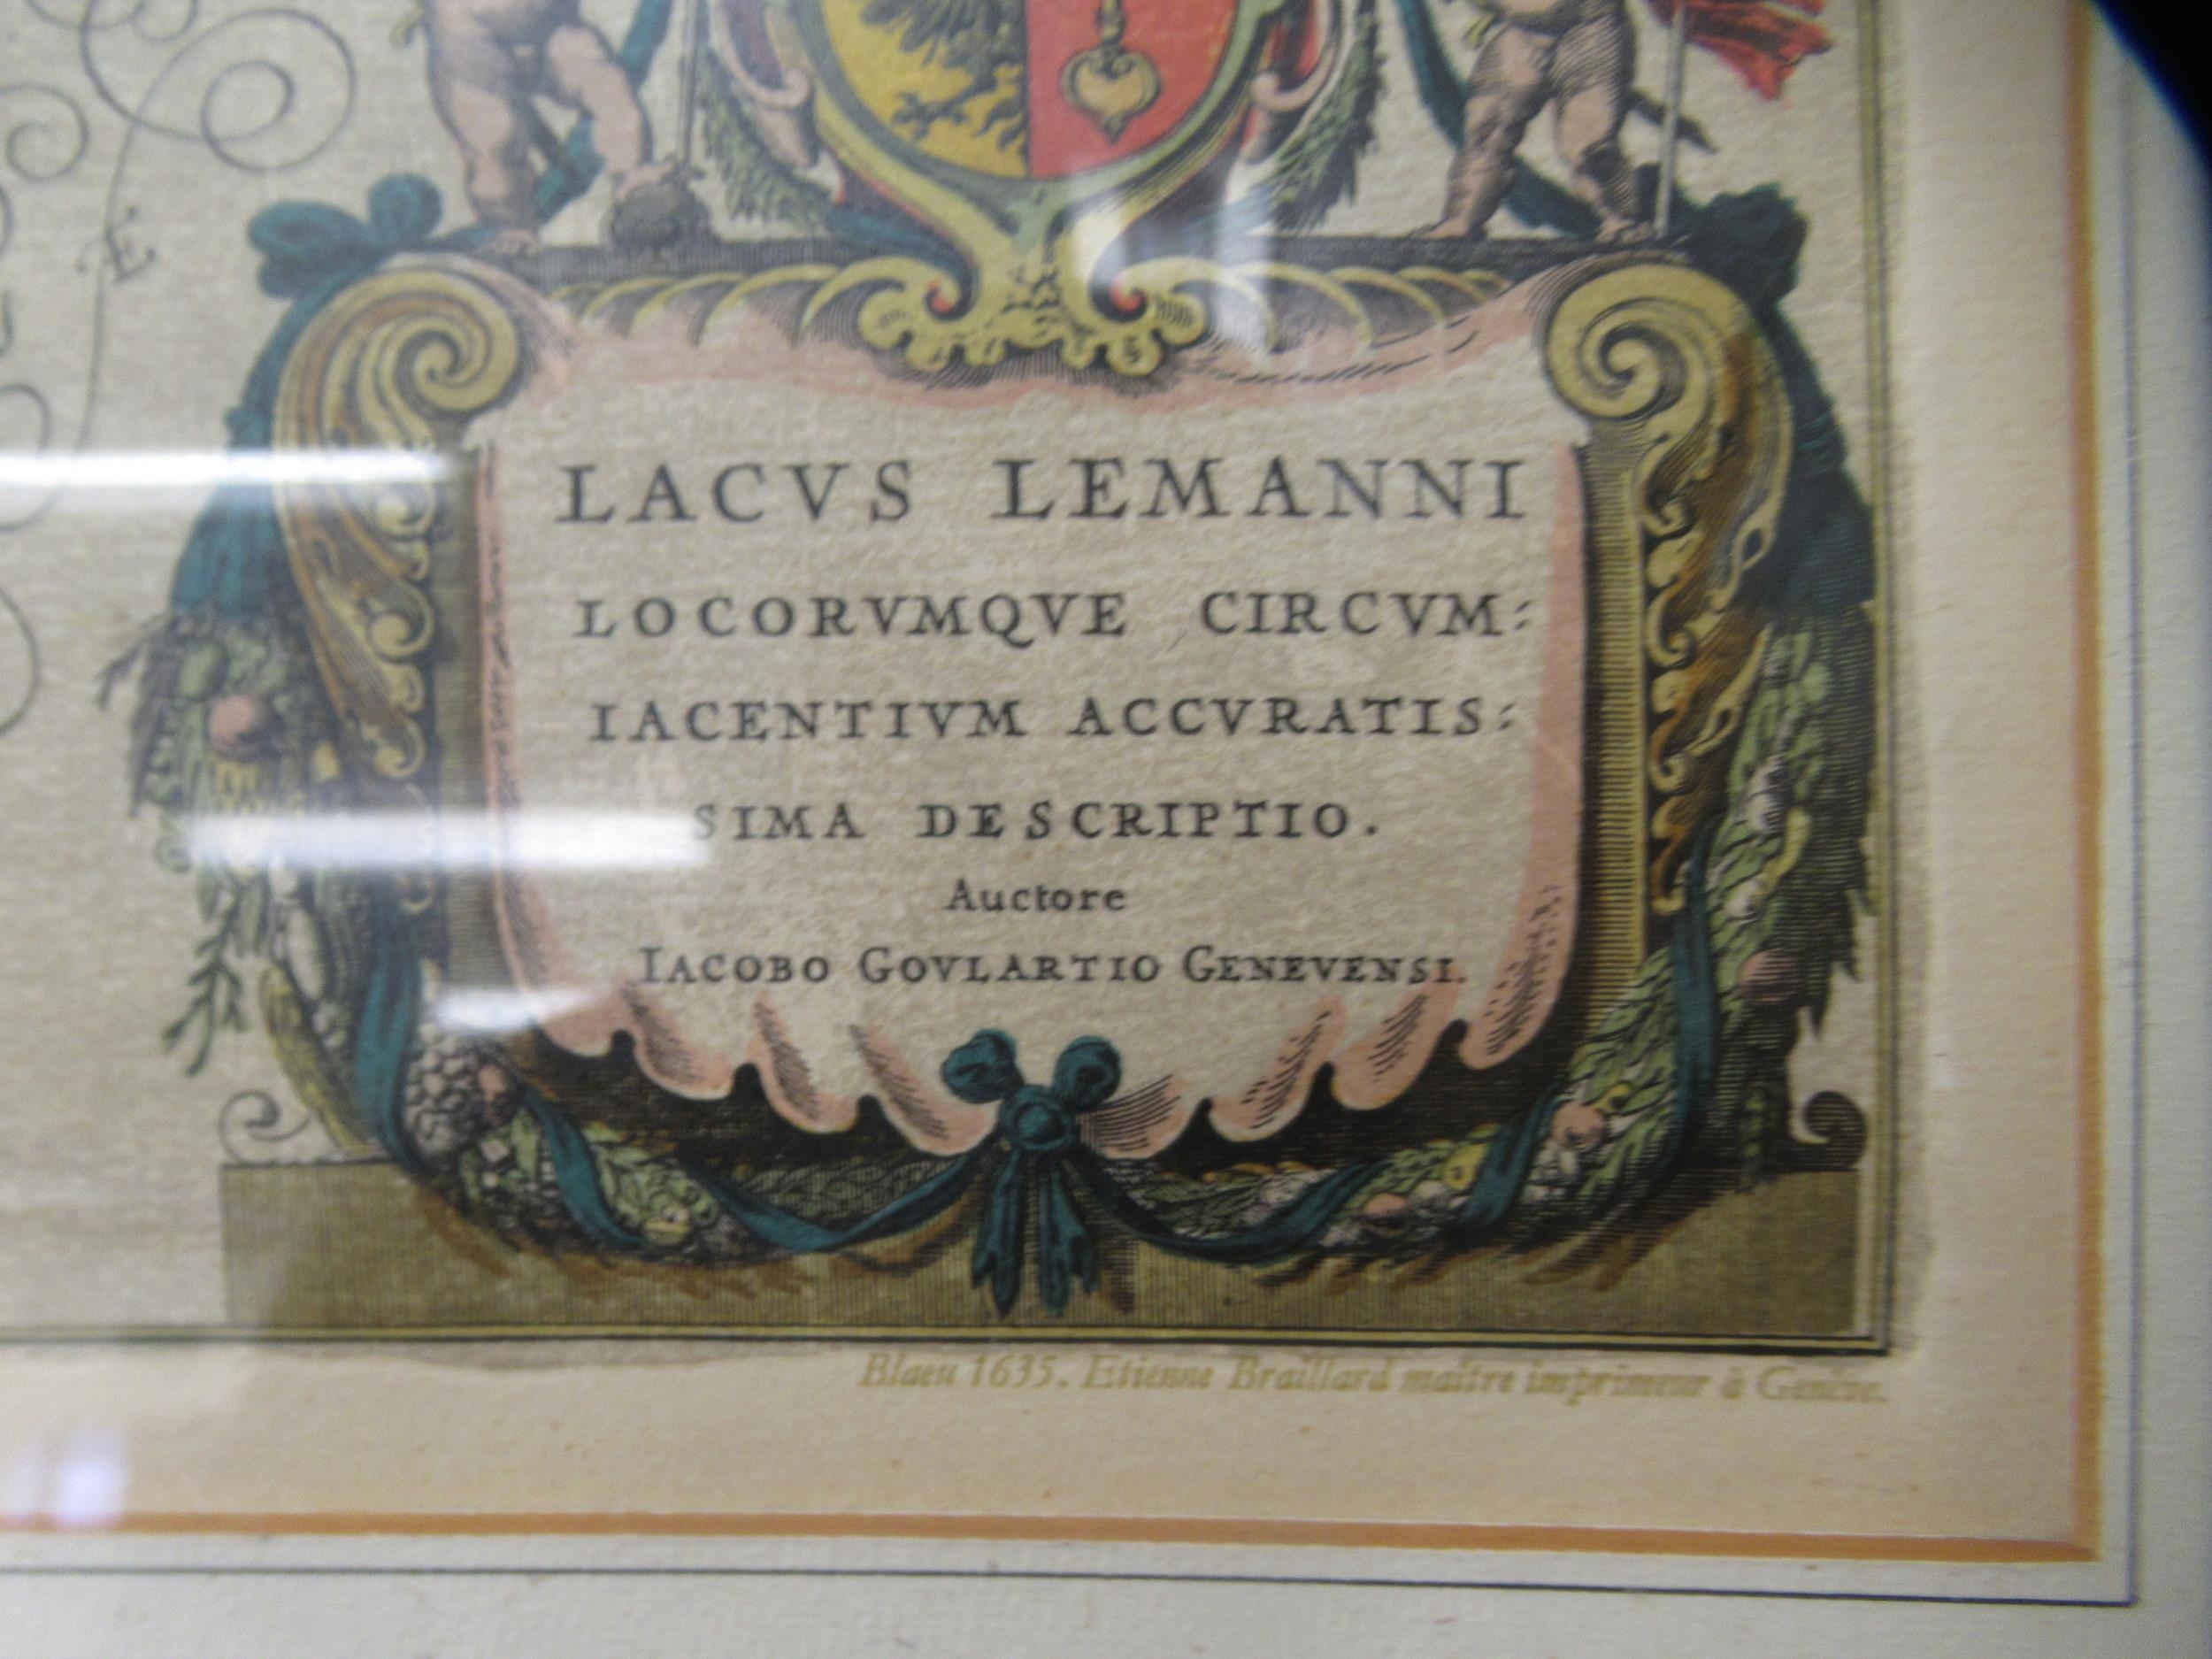 LACVS LEMANNI
LOCORVMQVE CIRCVM:
IACENTIVM ACCVRATIS:
SIMA DESCRIPTIO.
Auctore
IACOBO GOVLARTIO GENEVENSI.
Blaeu 1635. Etienne Braillard maître imprimeur à Genève.